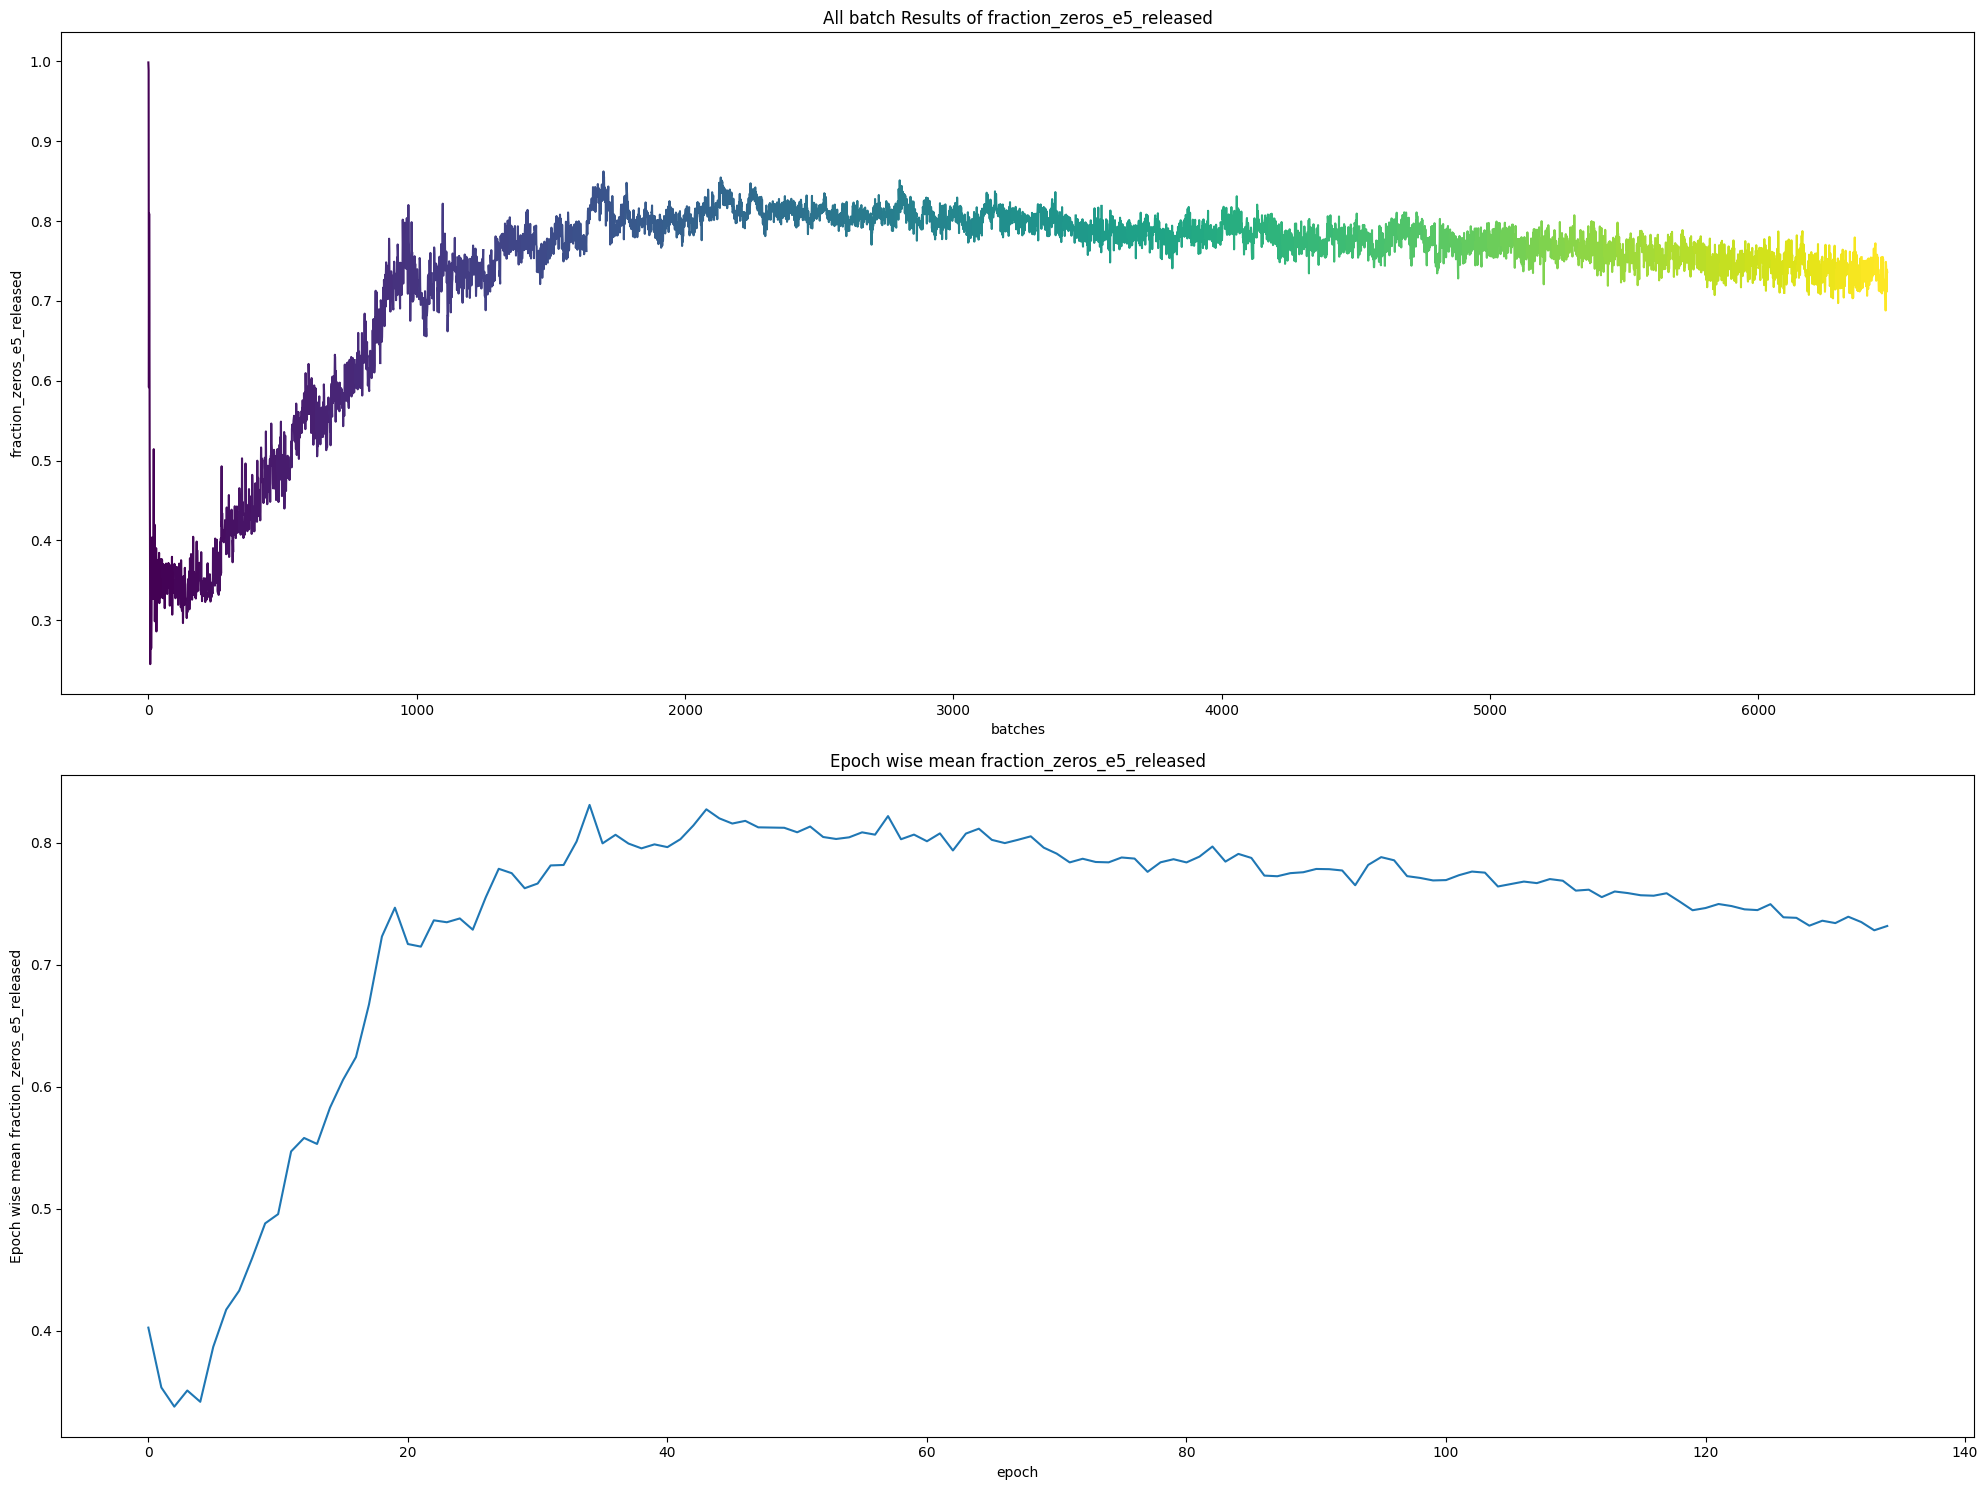 All batch Results of fraction_zeros_e5_released
fraction_zeros_e5_released
1.0
0.9
0.8
0.7
0.6
0.5
0.4
0.3
0 1000 2000 3000 4000 5000 6000
batches
Epoch wise mean fraction_zeros_e5_released
Epoch wise mean fraction_zeros_e5_released
0.8
0.7
0.6
0.5
0.4
0 20 40 60 80 100 120 140
epoch